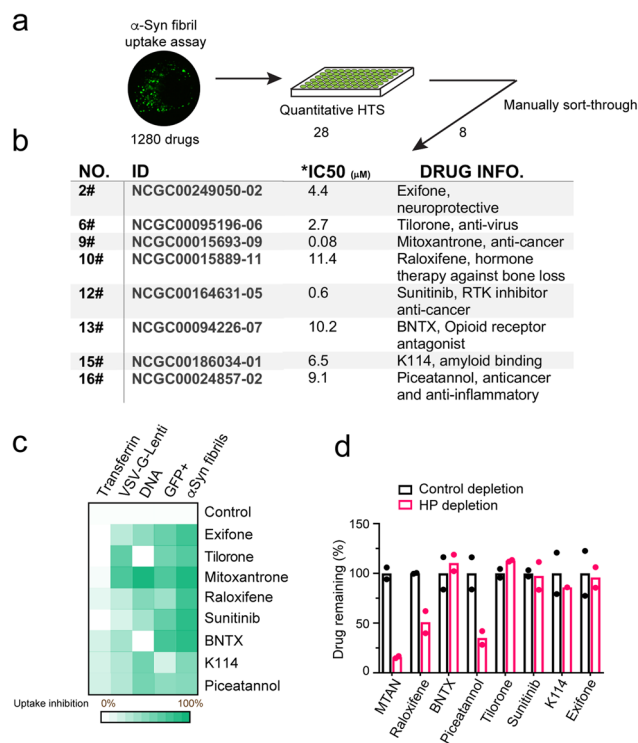 a
α-Syn fibril
uptake assay
1280 drugs
Quantitative HTS
28
8
Manually sort-through
b
NO. ID *IC50 (μM) DRUG INFO.
2# NCGC00249050-02 4.4 Exifone,
neuroprotective
6# NCGC00095196-06 2.7 Tilorone, anti-virus
9# NCGC00015693-09 0.08 Mitoxantrone, anti-cancer
10# NCGC00015889-11 11.4 Raloxifene, hormone
therapy against bone loss
12# NCGC00164631-05 0.6 Sunitinib, RTK inhibitor
anti-cancer
13# NCGC00094226-07 10.2 BNTX, Opioid receptor
antagonist
15# NCGC00186034-01 6.5 K114, amyloid binding
16# NCGC00024857-02 9.1 Piceatannol, anticancer
and anti-inflammatory
c
Transferrin
VSV-G-Lenti
DNA
GFP+
αSyn fibrils
Control
Exifone
Tilorone
Mitoxantrone
Raloxifene
Sunitinib
BNTX
K114
Piceatannol
Uptake inhibition 0% 100%
d
Control depletion
HP depletion
Drug remaining (%)
150
100
50
0
MTAN
Raloxifene
BNTX
Piceatannol
Tilorone
Sunitinib
K114
Exifone